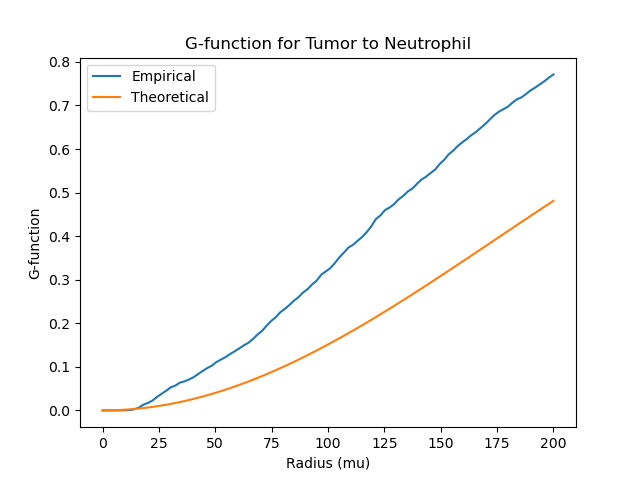 G-function for Tumor to Neutrophil
Empirical
Theoretical
G-function
0.8
0.7
0.6
0.5
0.4
0.3
0.2
0.1
0.0
0 25 50 75 100 125 150 175 200
Radius (mu)